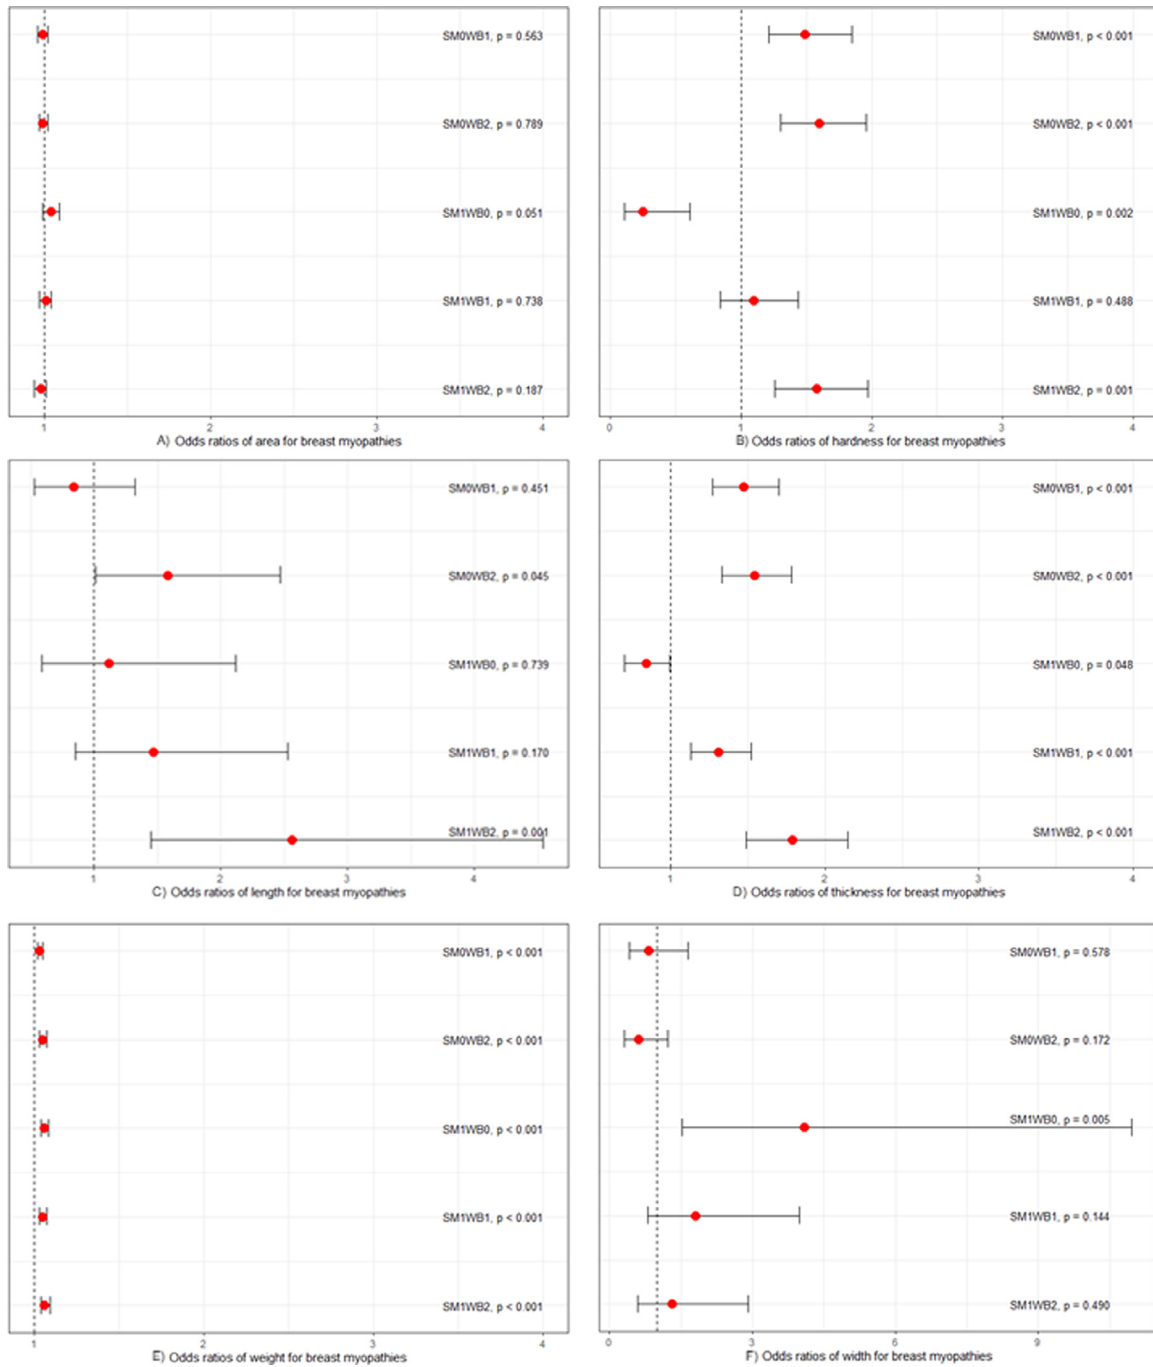 SM0WB1, p = 0.563
SM0WB2, p = 0.789
SM1WB0, p = 0.051
SM1WB1, p = 0.738
SM1WB2, p = 0.187
1 2 3 4
A) Odds ratios of area for breast myopathies
SM0WB1, p < 0.001
SM0WB2, p < 0.001
SM1WB0, p = 0.002
SM1WB1, p = 0.488
SM1WB2, p = 0.001
0 1 2 3 4
B) Odds ratios of hardness for breast myopathies
SM0WB1, p = 0.451
SM0WB2, p = 0.045
SM1WB0, p = 0.739
SM1WB1, p = 0.170
SM1WB2, p = 0.001
1 2 3 4
C) Odds ratios of length for breast myopathies
SM0WB1, p < 0.001
SM0WB2, p < 0.001
SM1WB0, p = 0.048
SM1WB1, p < 0.001
SM1WB2, p < 0.001
1 2 3 4
D) Odds ratios of thickness for breast myopathies
SM0WB1, p < 0.001
SM0WB2, p < 0.001
SM1WB0, p < 0.001
SM1WB1, p < 0.001
SM1WB2, p < 0.001
1 2 3 4
E) Odds ratios of weight for breast myopathies
SM0WB1, p = 0.578
SM0WB2, p = 0.172
SM1WB0, p = 0.005
SM1WB1, p = 0.144
SM1WB2, p = 0.490
0 3 6 9
F) Odds ratios of width for breast myopathies